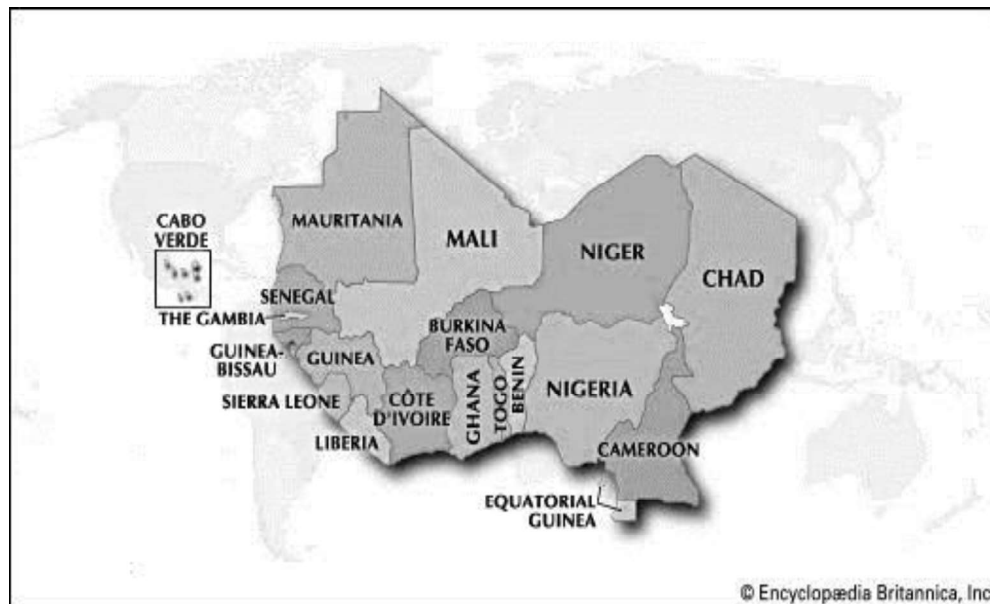 CABO
VERDE
MAURITANIA
MALI
NIGER
CHAD
SENEGAL
THE GAMBIA
GUINEA-
BISSAU
GUINEA
BURKINA
FASO
SIERRA LEONE
LIBERIA
CÔTE
D'IVOIRE
GHANA
TOGO
BENIN
NIGERIA
CAMEROON
EQUATORIAL
GUINEA
© Encyclopædia Britannica, Inc